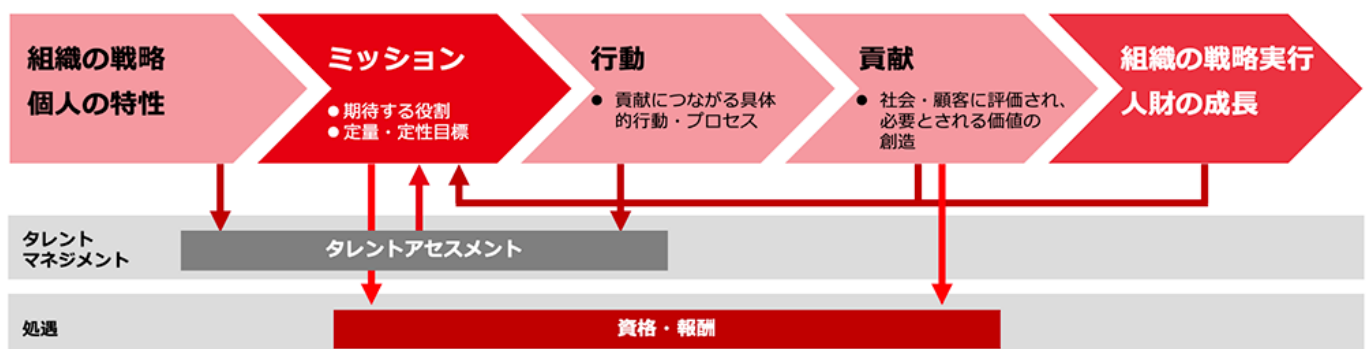 組織の戦略
個人の特性
ミッション
●期待する役割
●定量・定性目標
行動
● 貢献につながる具体
的行動・プロセス
貢献
● 社会・顧客に評価され、
必要とされる価値の
創造
組織の戦略実行
人財の成長
タレント
マネジメント
タレントアセスメント
処遇
資格・報酬